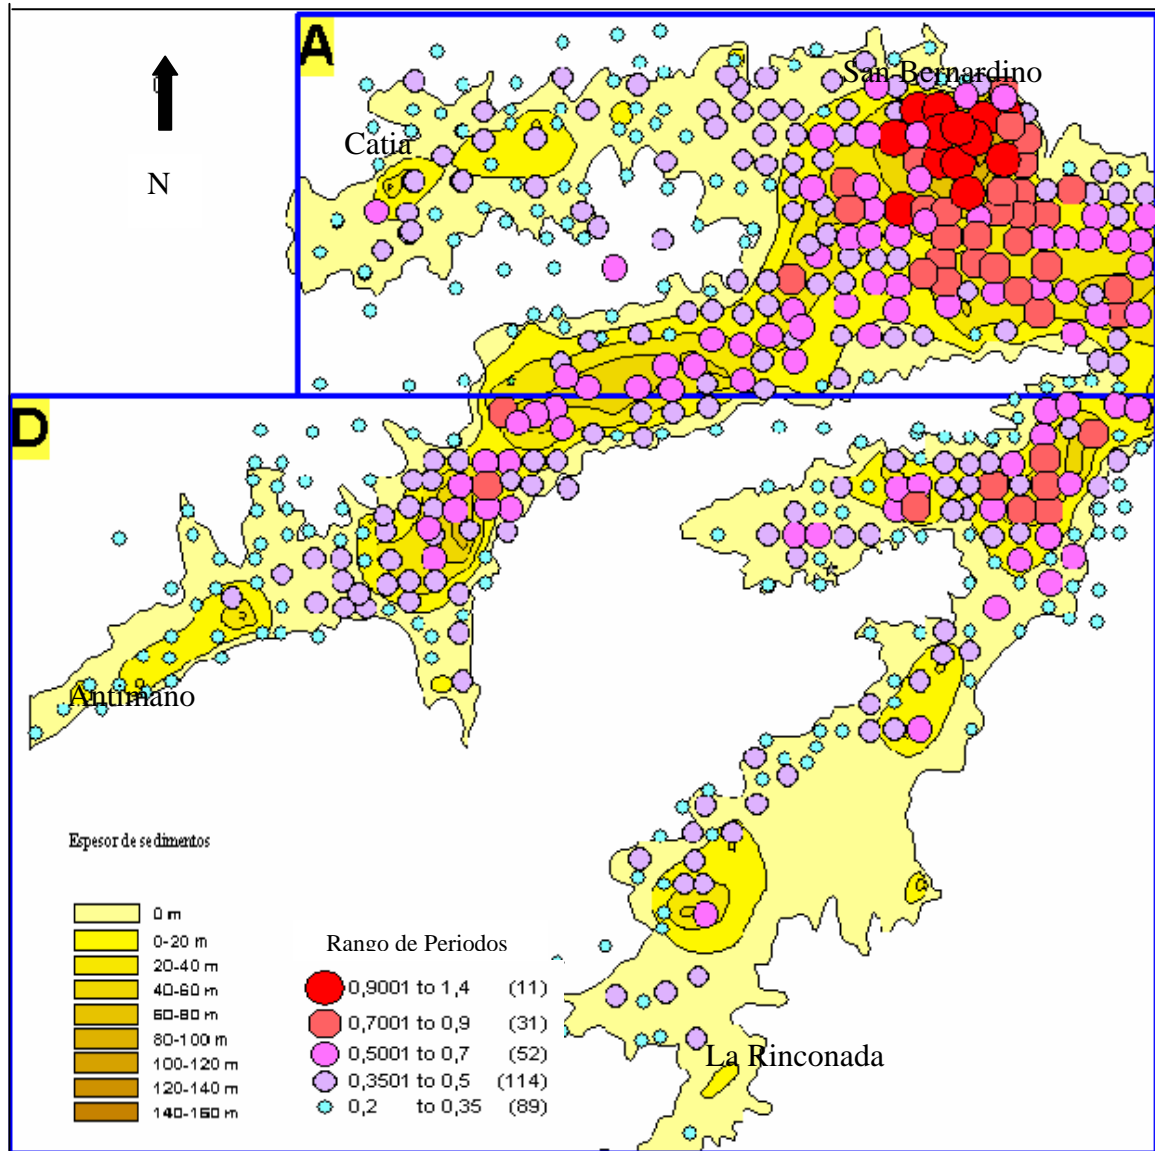 A
San Bernardino
Catia
N
D
Antimano
Espesor de sedimentos
0 m
0-20 m
20-40 m
40-60 m
60-80 m
80-100 m
100-120 m
120-140 m
140-160 m
Rango de Periodos
0,9001 to 1,4 (11)
0,7001 to 0,9 (31)
0,5001 to 0,7 (52)
0,3501 to 0,5 (114)
0,2 to 0,35 (89)
La Rinconada